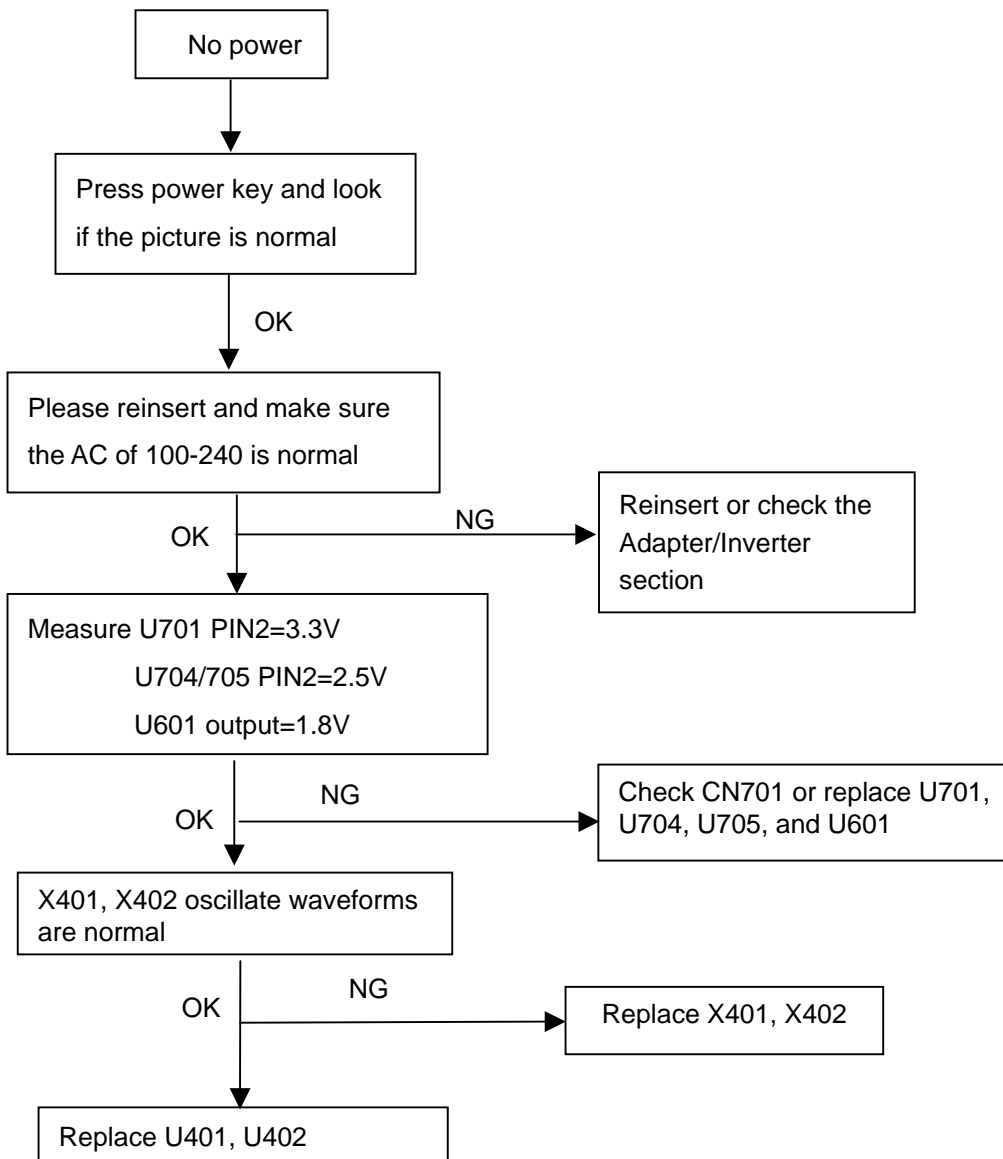 No power
Press power key and look
if the picture is normal
OK
Please reinsert and make sure
the AC of 100-240 is normal
NG
OK
Reinsert or check the
Adapter/Inverter
section
Measure U701 PIN2=3.3V
U704/705 PIN2=2.5V
U601 output=1.8V
NG
OK
Check CN701 or replace U701,
U704, U705, and U601
X401, X402 oscillate waveforms
are normal
NG
OK
Replace X401, X402
Replace U401, U402